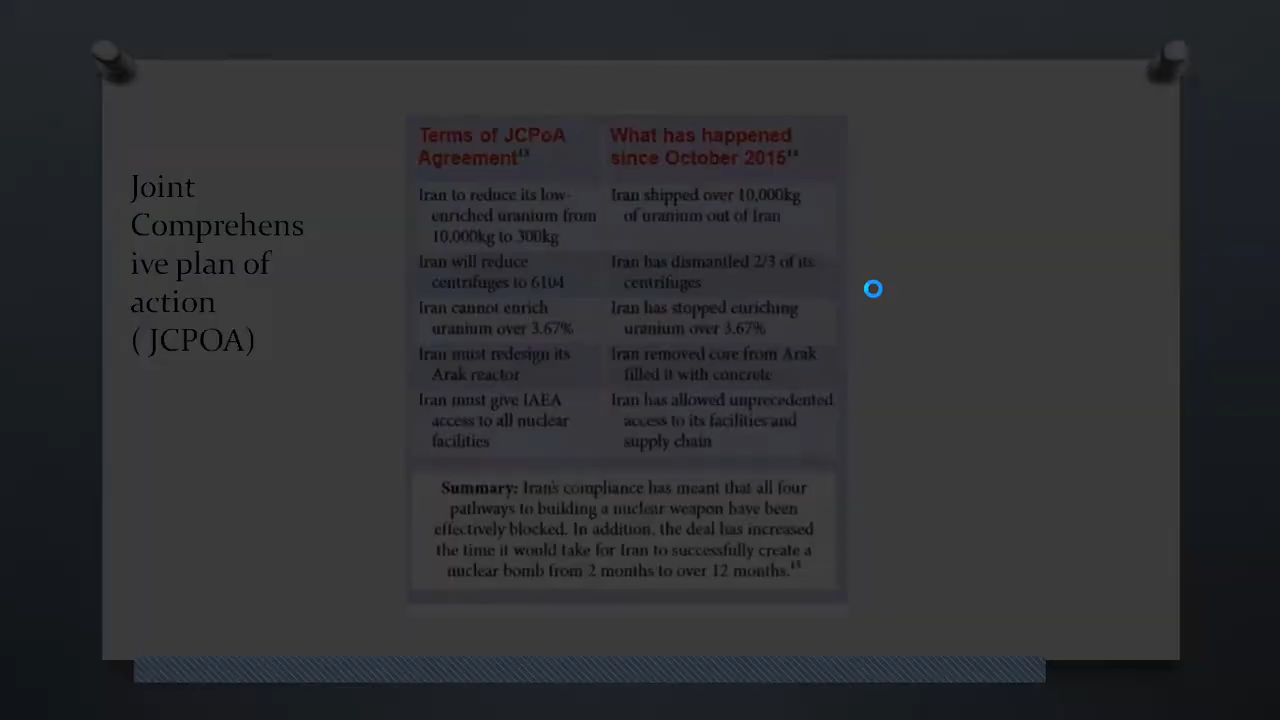 Joint
Comprehens
ive plan of
action
( JCPOA)
Terms of JCPoA
Agreement¹³
What has happened
since October 2015
Iran to reduce its low-
enriched uranium from
10,000kg to 300kg
Iran shipped over 10,000kg
of uranium out of Iran
Iran will reduce
centrifuges to 6104
Iran has dismantled 2/3 of its
centrifuges
Iran cannot enrich
uranium over 3.67%
Iran has stopped enriching
uranium over 3.67%
Iran must redesign its
Arak reactor
Iran removed core from Arak
filled it with concrete
Iran must give IAEA
access to all nuclear
facilities
Iran has allowed unprecedented
access to its facilities and
supply chain
Summary: Iran's compliance has meant that all four
pathways to building a nuclear weapon have been
effectively blocked. In addition, the deal has increased
the time it would take for Iran to successfully create a
nuclear bomb from 2 months to over 12 months.¹⁵